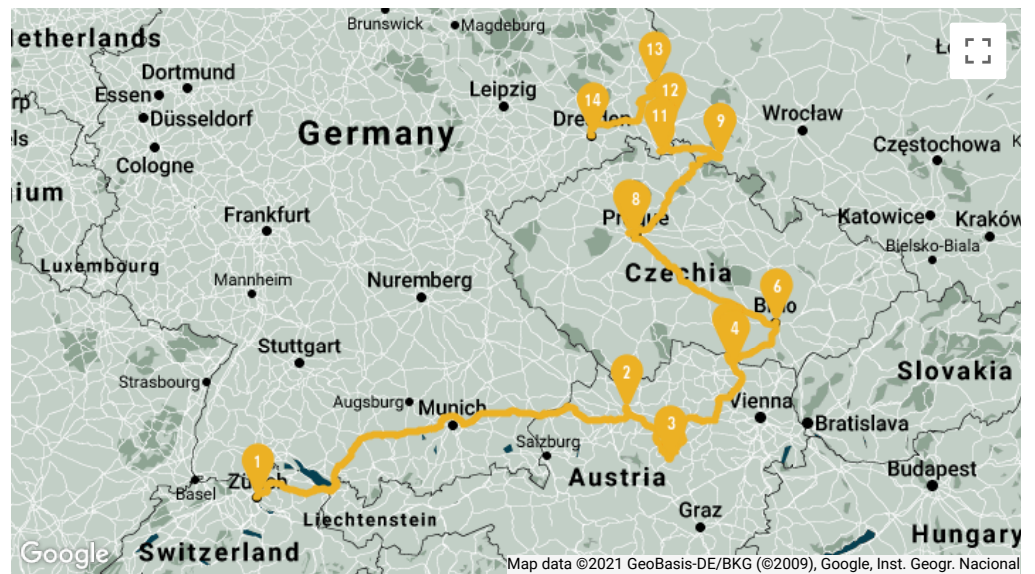 Brunswick
Magdeburg
letherlands
13
Dortmund
Essen
Leipzig
12
14
Düsseldorf
Dresden
11
9
Wrocław
Germany
Cologne
Częstochowa
ium
8
Frankfurt
Prague
Katowice
Kraków
Bielsko-Biala
Luxembourg
Mannheim
Nuremberg
Czechia
6
Brno
4
Stuttgart
Slovakia
2
Strasbourg
Augsburg
Munich
Vienna
3
Bratislava
Salzburg
1
Zürich
Basel
Austria
Budapest
Graz
Liechtenstein
Hungary
Switzerland
Google
Map data ©2021 GeoBasis-DE/BKG (©2009), Google, Inst. Geogr. Nacional